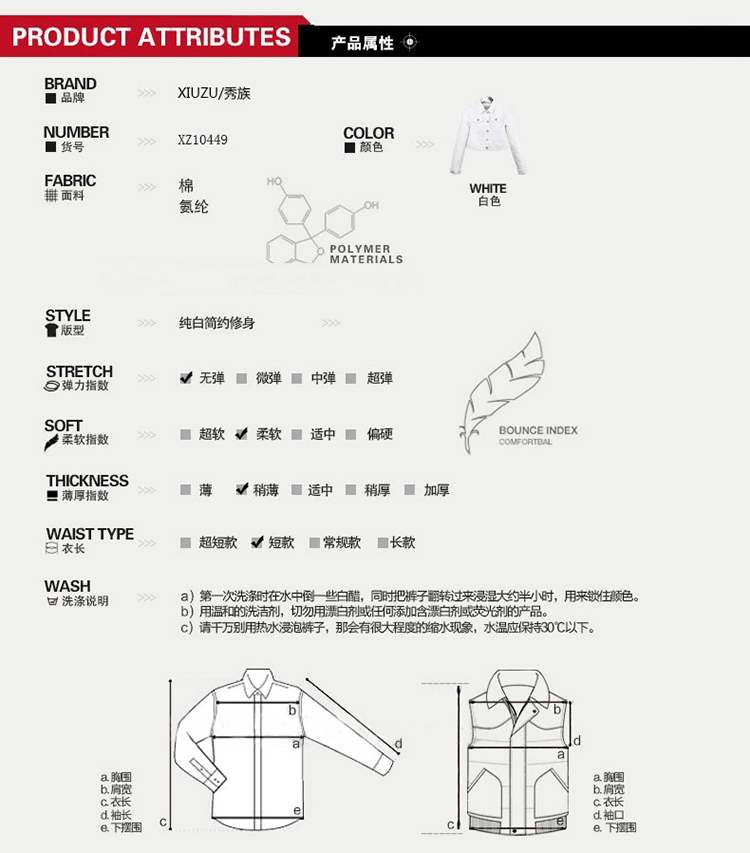 PRODUCT ATTRIBUTES
产品属性
BRAND
品牌
>>>
XIUZU/秀族
NUMBER
货号
>>>
XZ10449
COLOR
颜色
>>>
WHITE
白色
FABRIC
面料
>>>
棉
氨纶
HO
OH
O
POLYMER
MATERIALS
STYLE
版型
>>>
纯白简约修身
>>>
STRETCH
弹力指数
>>>
无弹 微弹 中弹 超弹
SOFT
柔软指数
>>>
超软 柔软 适中 偏硬
BOUNCE INDEX
COMFORTBAL
THICKNESS
薄厚指数
>>>
薄 稍薄 适中 稍厚 加厚
WAIST TYPE
衣长
>>>
超短款 短款 常规款 长款
WASH
洗涤说明
>>>
a）第一次洗涤时在水中倒一些白醋，同时把裤子翻转过来浸湿大约半小时，用来锁住颜色。
b）用温和的洗洁剂，切勿用漂白剂或任何添加含漂白剂或荧光剂的产品。
c）请千万别用热水浸泡裤子，那会有很大程度的缩水现象，水温应保持30℃以下。
b
a
d
c
e
a.胸围
b.肩宽
c.衣长
d.袖长
e.下摆围
b
d
a
c
e
a.胸围
b.肩宽
c.衣长
d.袖口
e.下摆围